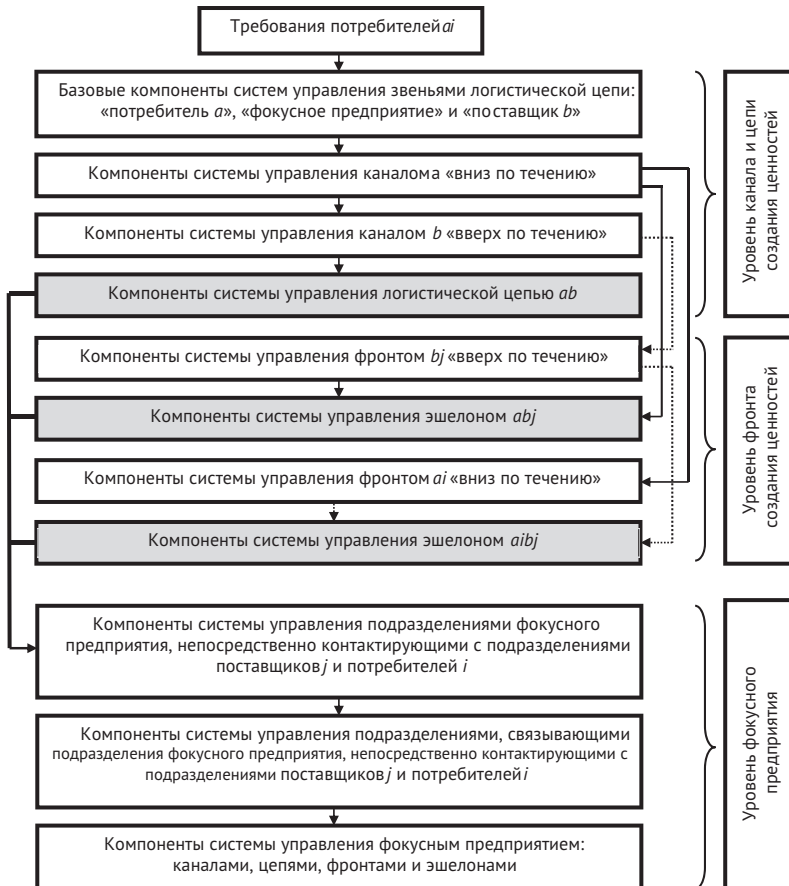 Требования потребителей ai
Базовые компоненты систем управления звеньями логистической цепи:
«потребитель a», «фокусное предприятие» и «поставщик b»
Компоненты системы управления каналомa «вниз по течению»
Компоненты системы управления каналом b «вверх по течению»
Компоненты системы управления логистической цепью ab
Уровень канала и цепи
создания ценностей
Компоненты системы управления фронтом bj «вверх по течению»
Компоненты системы управления эшелоном abj
Компоненты системы управления фронтом ai «вниз по течению»
Компоненты системы управления эшелоном aibj
Уровень фронта
создания ценностей
Компоненты системы управления подразделениями фокусного
предприятия, непосредственно контактирующими с подразделениями
поставщиков j и потребителей i
Компоненты системы управления подразделениями, связывающими
подразделения фокусного предприятия, непосредственно контактирующими с
подразделениями поставщиков j и потребителей i
Компоненты системы управления фокусным предприятием:
каналами, цепями, фронтами и эшелонами
Уровень фокусного
предприятия